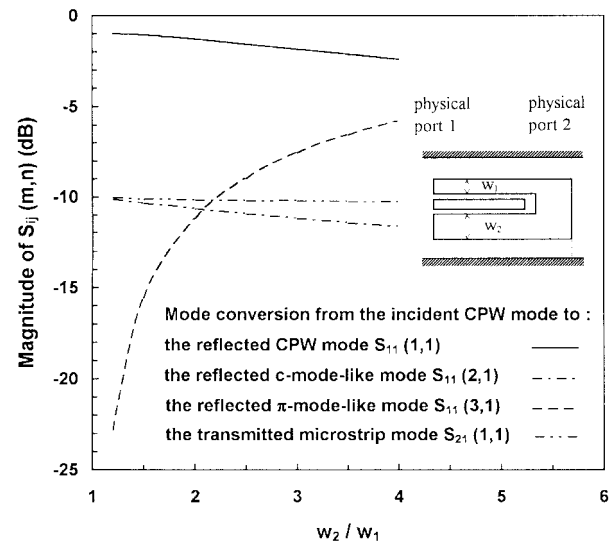 0
-5
-10
-15
-20
-25
Magnitude of Sij (m,n) (dB)
physical port 1
physical port 2
w1
w2
Mode conversion from the incident CPW mode to :
the reflected CPW mode S11 (1,1)
the reflected c-mode-like mode S11 (2,1)
the reflected π-mode-like mode S11 (3,1)
the transmitted microstrip mode S21 (1,1)
1 2 3 4 5 6
w2 / w1